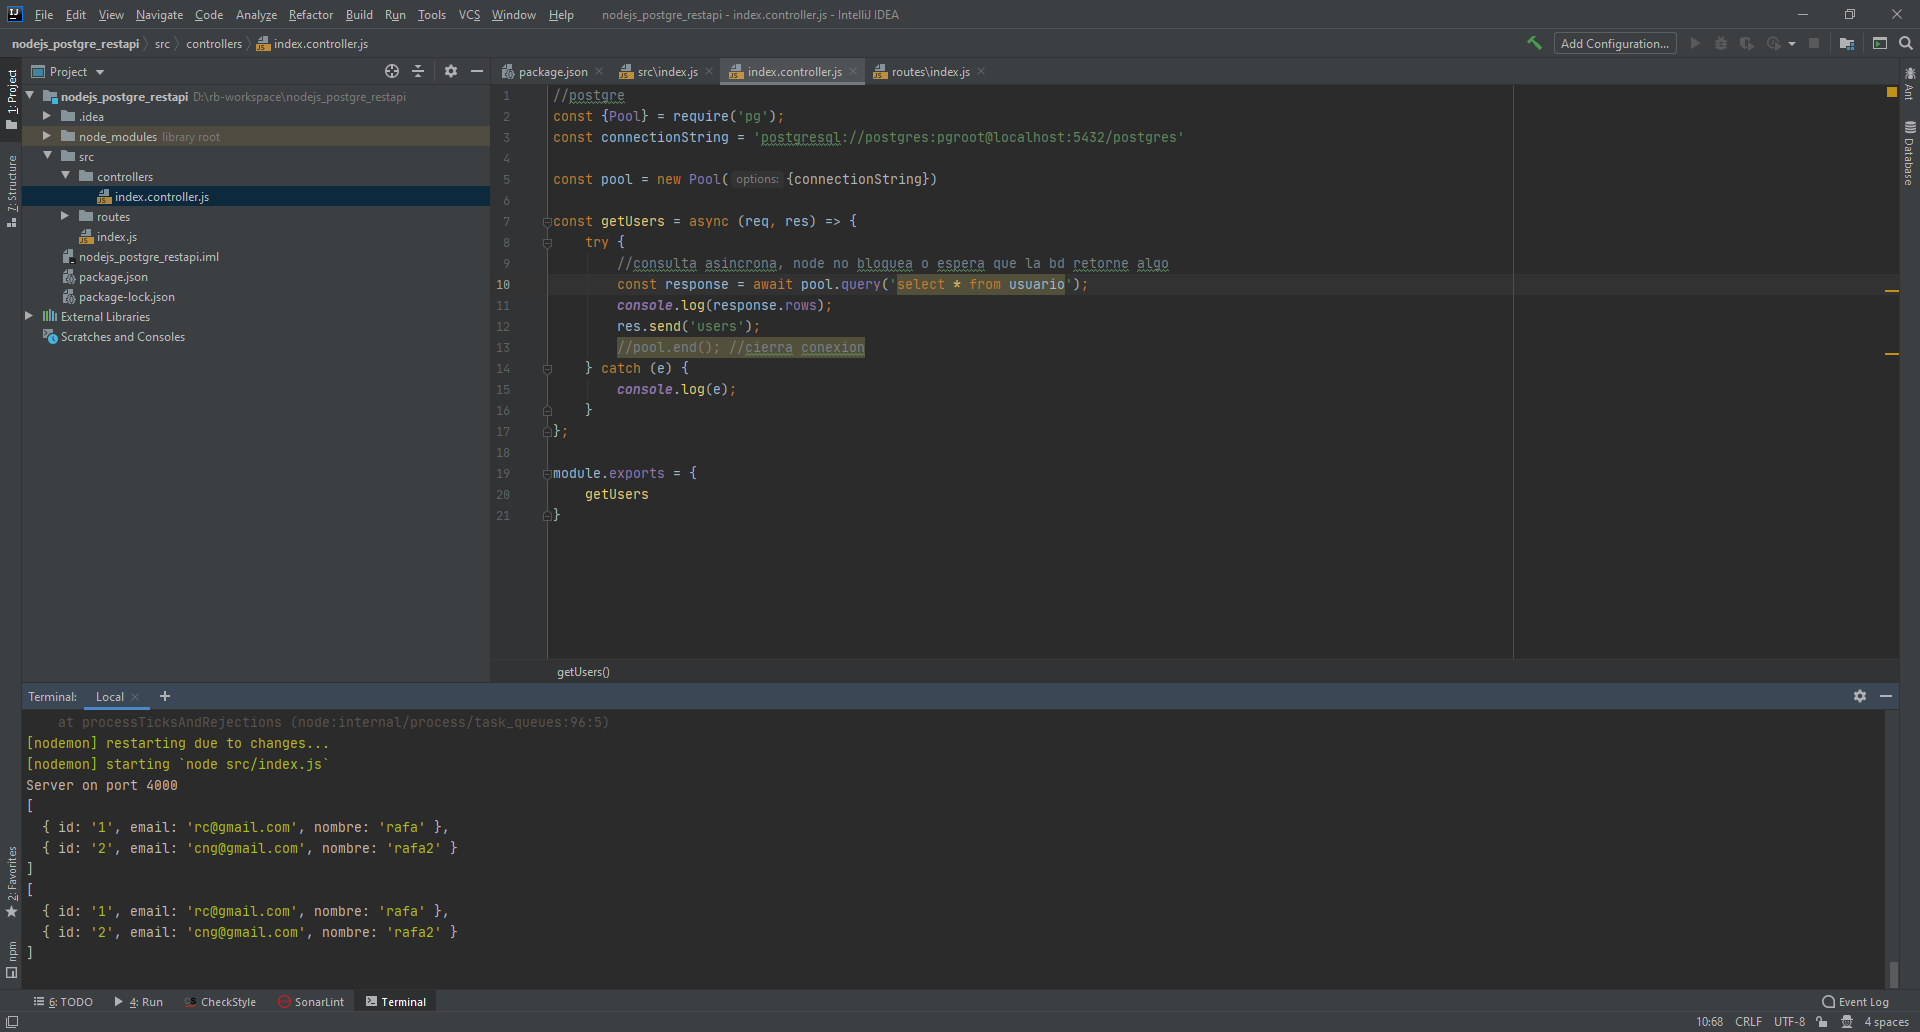 File Edit View Navigate Code Analyze Refactor Build Run Tools VCS Window Help nodejs_postgre_restapi - index.controller.js - IntelliJ IDEA
nodejs_postgre_restapi src controllers index.controller.js Add Configuration...
Project
package.json src\index.js index.controller.js routes\index.js
1: Project
7: Structure
2: Favorites
npm
Ant
Database
nodejs_postgre_restapi D:\rb-workspace\nodejs_postgre_restapi
.idea
node_modules library root
src
controllers
index.controller.js
routes
index.js
nodejs_postgre_restapi.iml
package.json
package-lock.json
External Libraries
Scratches and Consoles
1 //postgre
2 const {Pool} = require('pg');
3 const connectionString = 'postgresql://postgres:pgroot@localhost:5432/postgres'
4
5 const pool = new Pool( options: {connectionString})
6
7 const getUsers = async (req, res) => {
8 try {
9 //consulta asincrona, node no bloquea o espera que la bd retorne algo
10 const response = await pool.query('select * from usuario');
11 console.log(response.rows);
12 res.send('users');
13 //pool.end(); //cierra conexion
14 } catch (e) {
15 console.log(e);
16 }
17 };
18
19 module.exports = {
20 getUsers
21 }
getUsers()
Terminal: Local
at processTicksAndRejections (node:internal/process/task_queues:96:5)
[nodemon] restarting due to changes...
[nodemon] starting `node src/index.js`
Server on port 4000
[
{ id: '1', email: 'rc@gmail.com', nombre: 'rafa' },
{ id: '2', email: 'cng@gmail.com', nombre: 'rafa2' }
]
[
{ id: '1', email: 'rc@gmail.com', nombre: 'rafa' },
{ id: '2', email: 'cng@gmail.com', nombre: 'rafa2' }
]
6: TODO 4: Run CheckStyle SonarLint Terminal Event Log
10:68 CRLF UTF-8 4 spaces